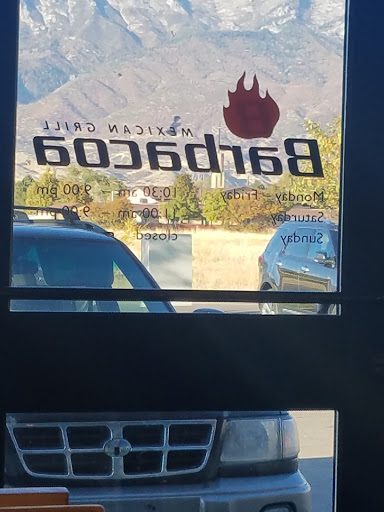 MEXICAN GRILL
Barbacoa
Monday - Friday 10:30 am - 9:00 pm
Saturday 11:00 am - 9:00 pm
Sunday closed